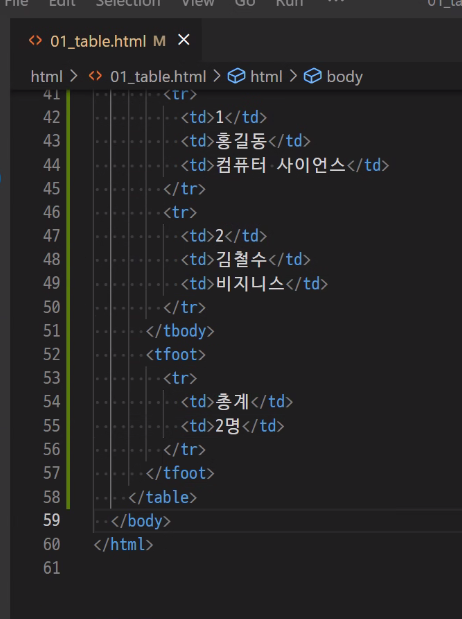 File Edit Selection View Go Run ··· 01_ta
01_table.html M
html > 01_table.html > html > body
41 <tr>
42 <td>1</td>
43 <td>홍길동</td>
44 <td>컴퓨터 사이언스</td>
45 </tr>
46 <tr>
47 <td>2</td>
48 <td>김철수</td>
49 <td>비지니스</td>
50 </tr>
51 </tbody>
52 <tfoot>
53 <tr>
54 <td>총계</td>
55 <td>2명</td>
56 </tr>
57 </tfoot>
58 </table>
59 </body>
60 </html>
61